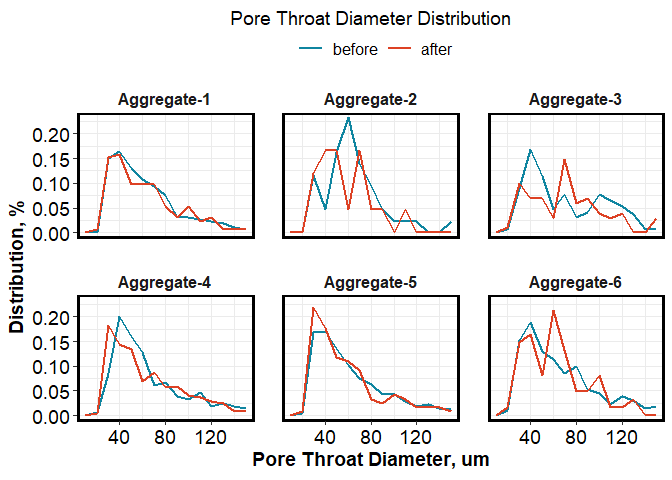 Pore Throat Diameter Distribution
before after
Aggregate-1 Aggregate-2 Aggregate-3
0.20
0.15
0.10
0.05
0.00
Distribution, %
Aggregate-4 Aggregate-5 Aggregate-6
0.20
0.15
0.10
0.05
0.00
40 80 120 40 80 120 40 80 120
Pore Throat Diameter, um